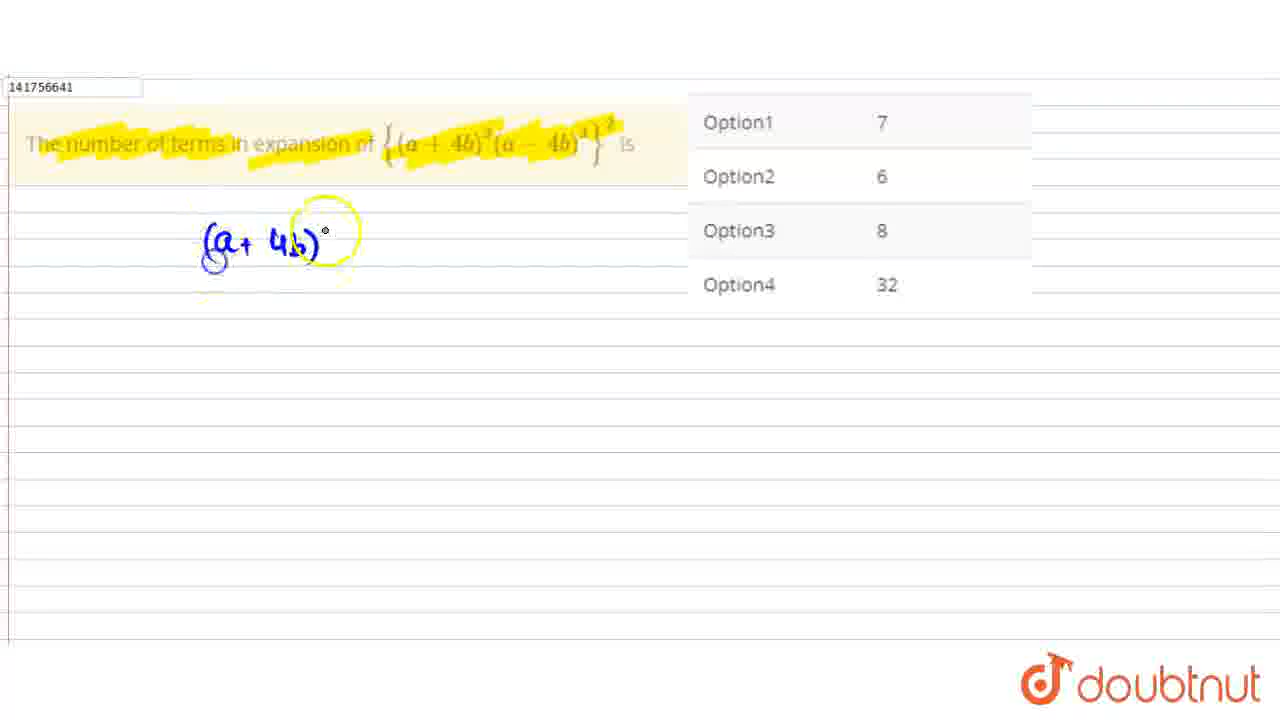 141756641
The number of terms in expansion of {(a + 4b)³(a − 4b)³}² is
Option1 7
Option2 6
Option3 8
Option4 32
(a + 4b)
doubtnut